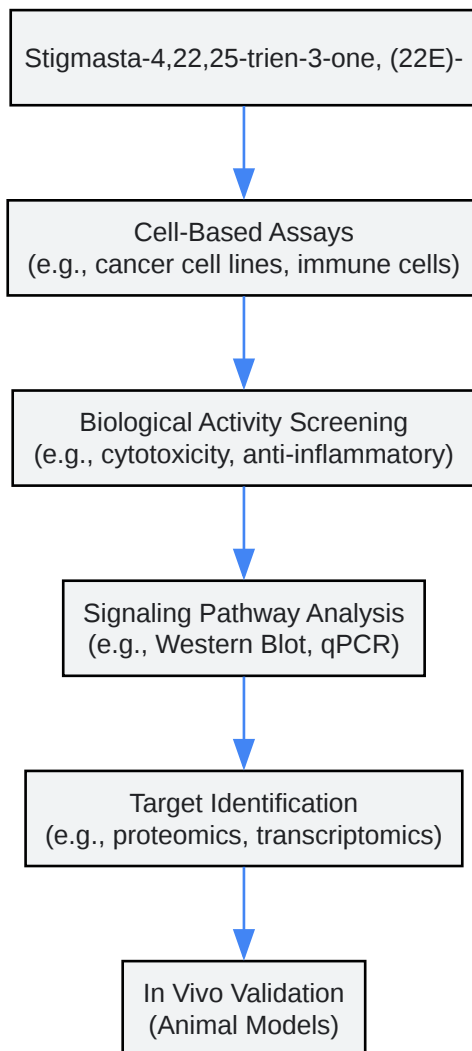 Stigmasta-4,22,25-trien-3-one, (22E)-
Cell-Based Assays
(e.g., cancer cell lines, immune cells)
Biological Activity Screening
(e.g., cytotoxicity, anti-inflammatory)
Signaling Pathway Analysis
(e.g., Western Blot, qPCR)
Target Identification
(e.g., proteomics, transcriptomics)
In Vivo Validation
(Animal Models)